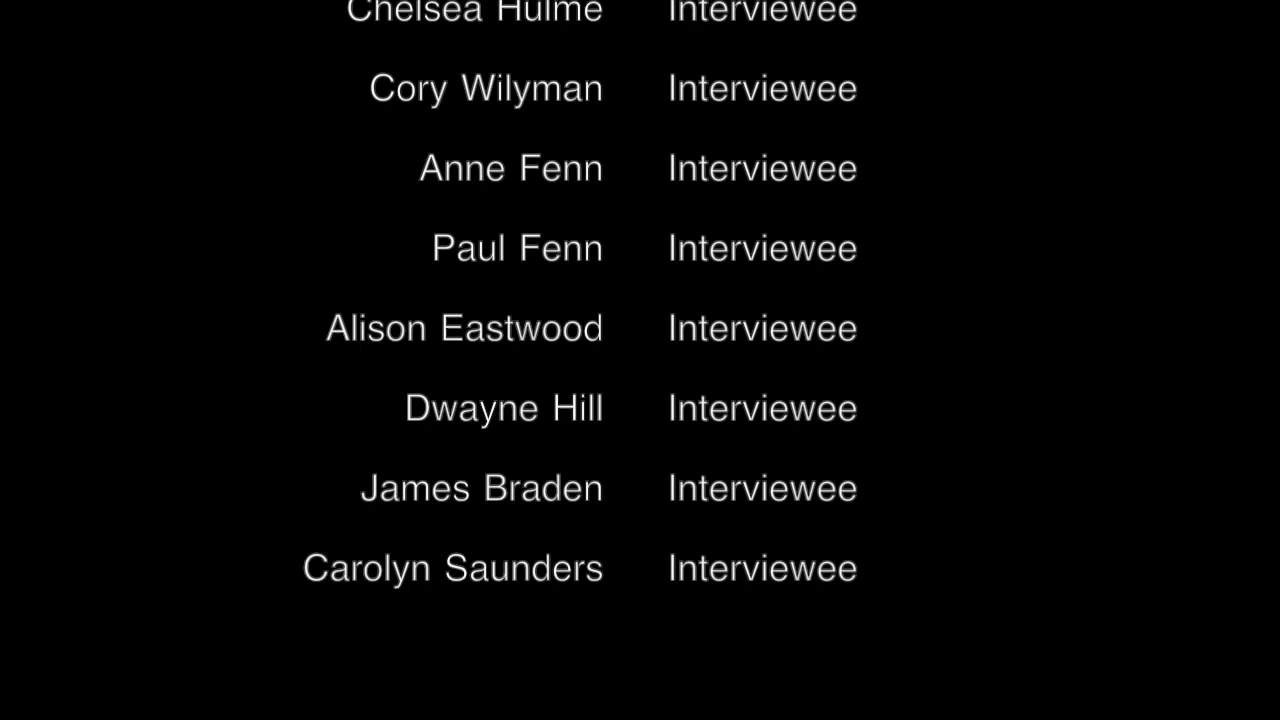 Chelsea Hulme Interviewee
Cory Wilyman Interviewee
Anne Fenn Interviewee
Paul Fenn Interviewee
Alison Eastwood Interviewee
Dwayne Hill Interviewee
James Braden Interviewee
Carolyn Saunders Interviewee